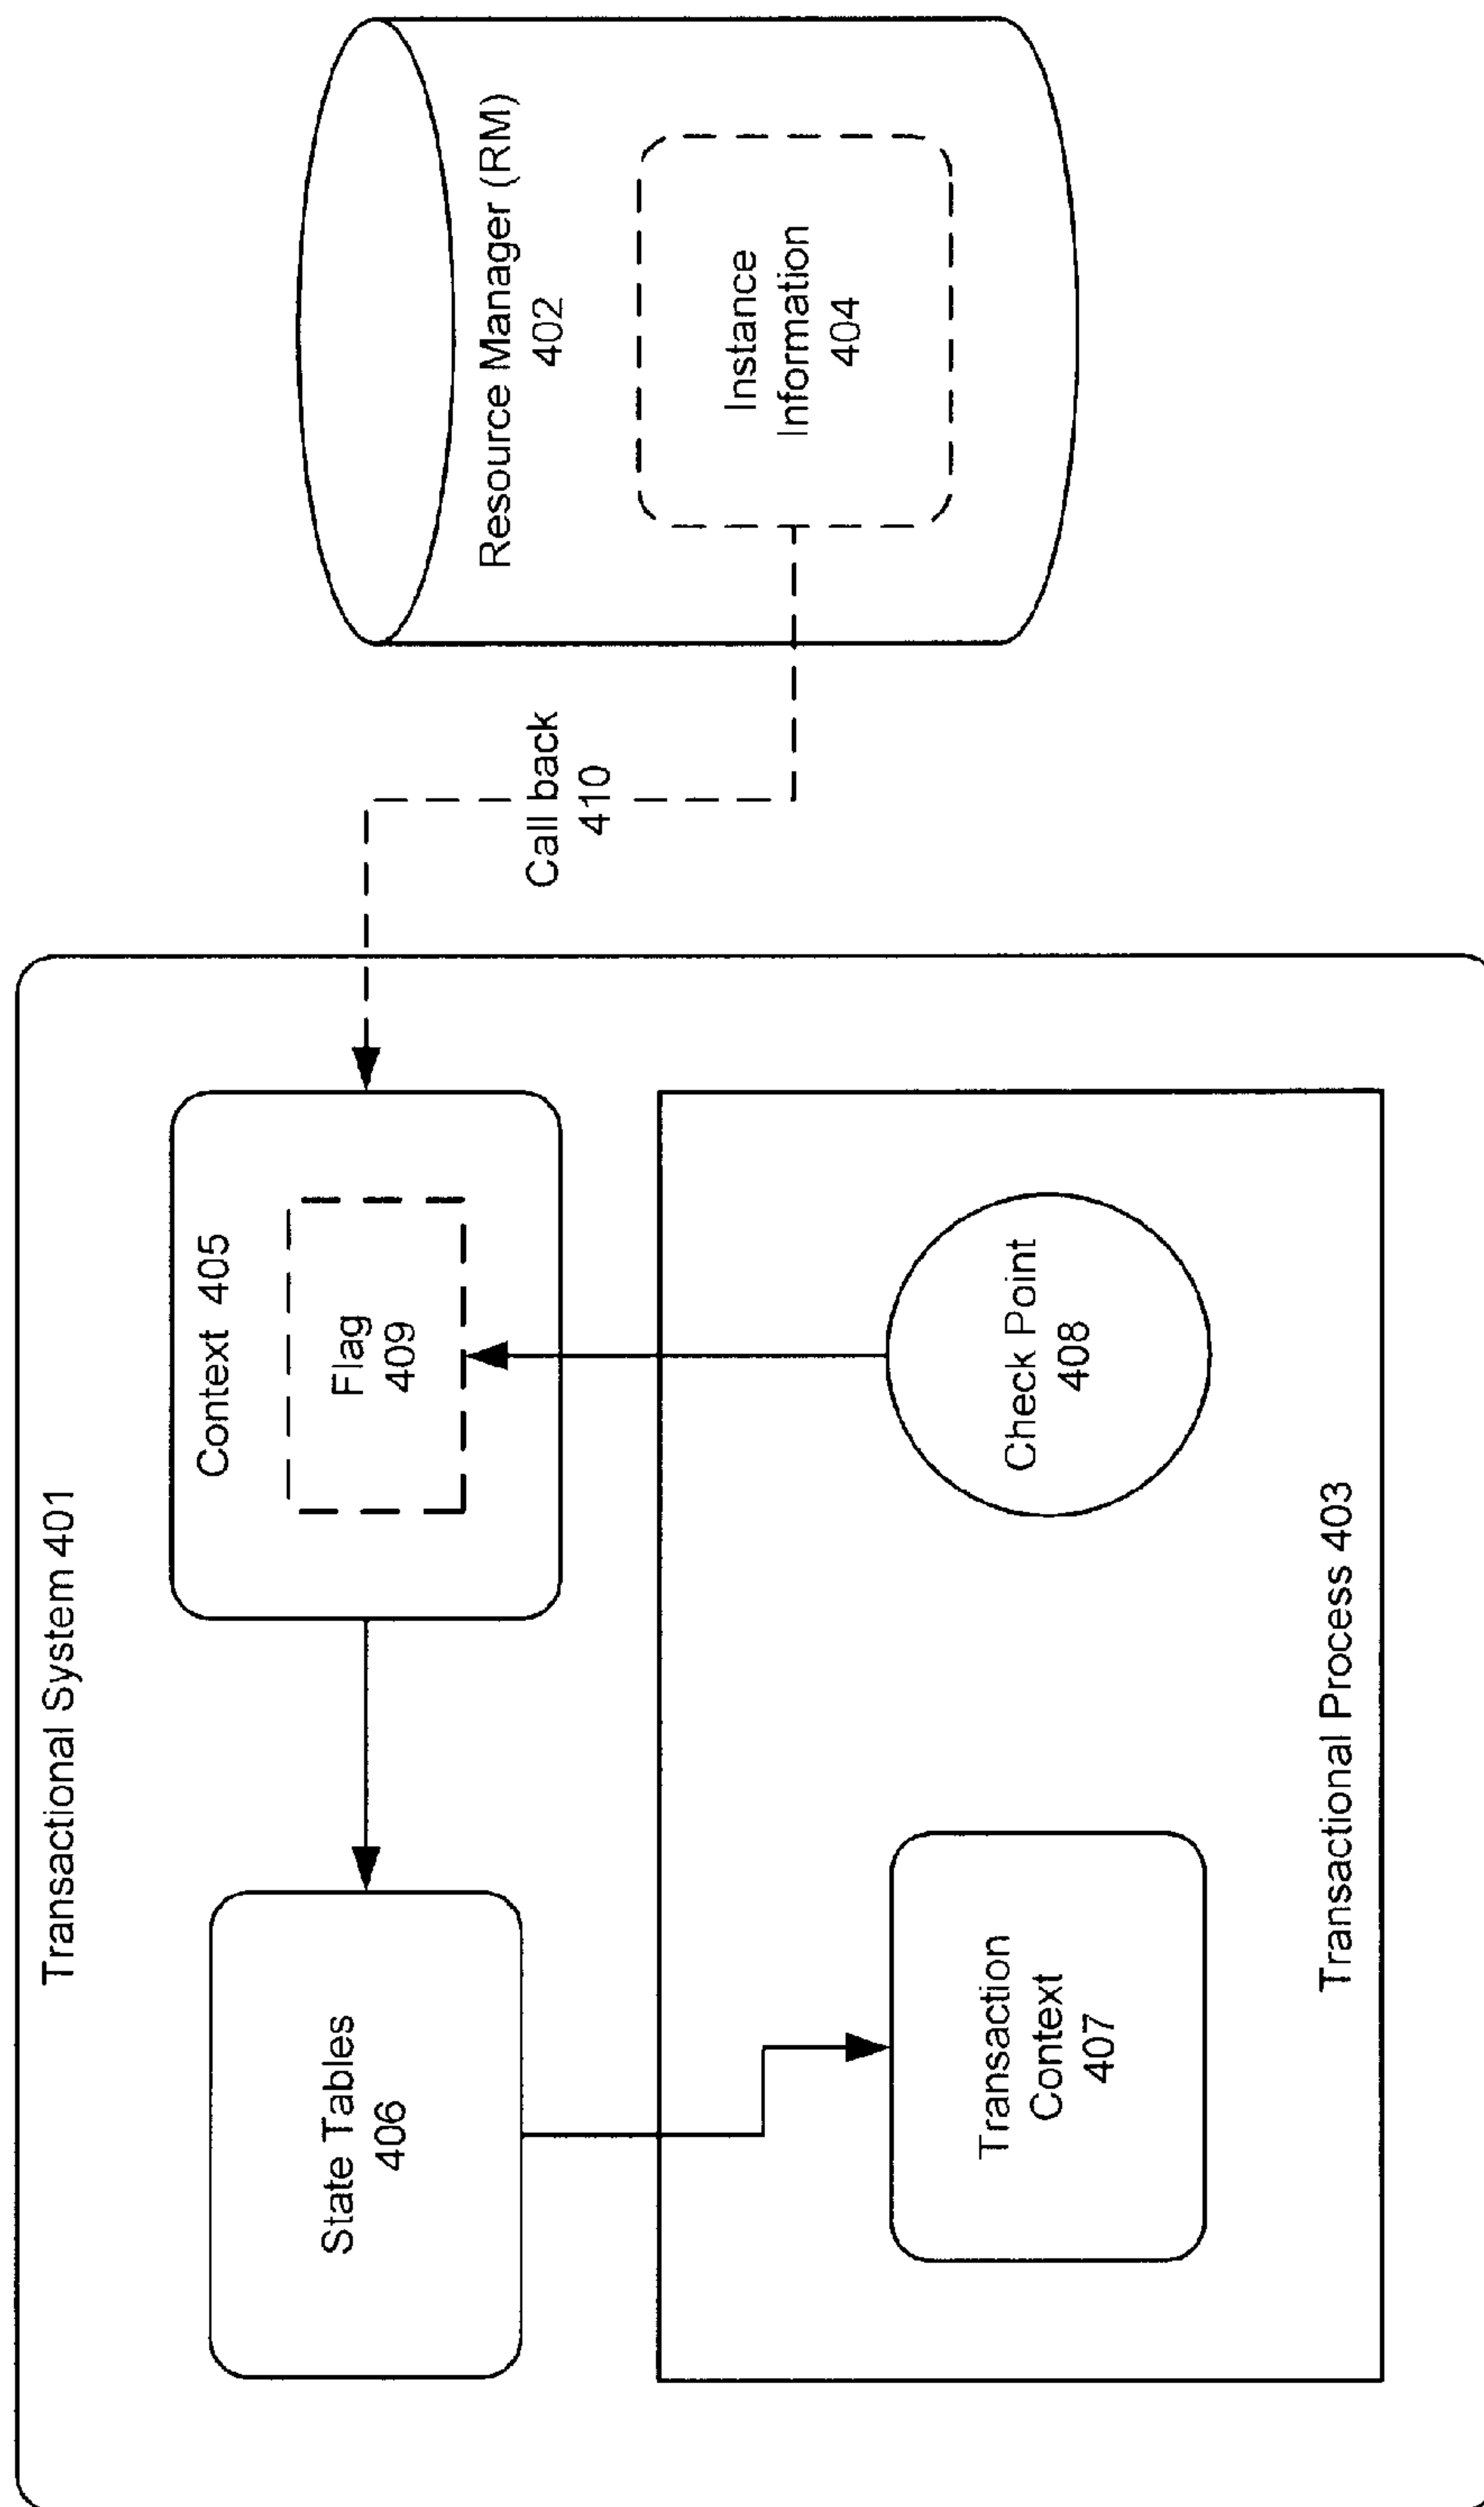 Transactional System 401
State Tables
406
Context 405
Flag
409
Call back
410
Resource Manager (RM)
402
Instance
Information
404
Transaction
Context
407
Check Point
408
Transactional Process 403